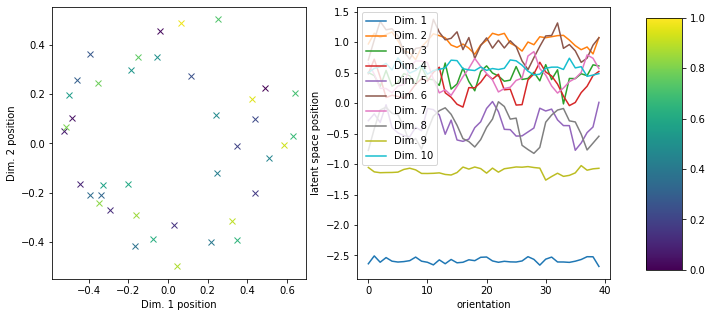 0.4
0.2
0.0
−0.2
−0.4
Dim. 2 position
−0.4
−0.2
0.0
0.2
0.4
0.6
Dim. 1 position
1.5
1.0
0.5
0.0
−0.5
−1.0
−1.5
−2.0
−2.5
latent space position
Dim. 1
Dim. 2
Dim. 3
Dim. 4
Dim. 5
Dim. 6
Dim. 7
Dim. 8
Dim. 9
Dim. 10
0
10
20
30
40
orientation
1.0
0.8
0.6
0.4
0.2
0.0